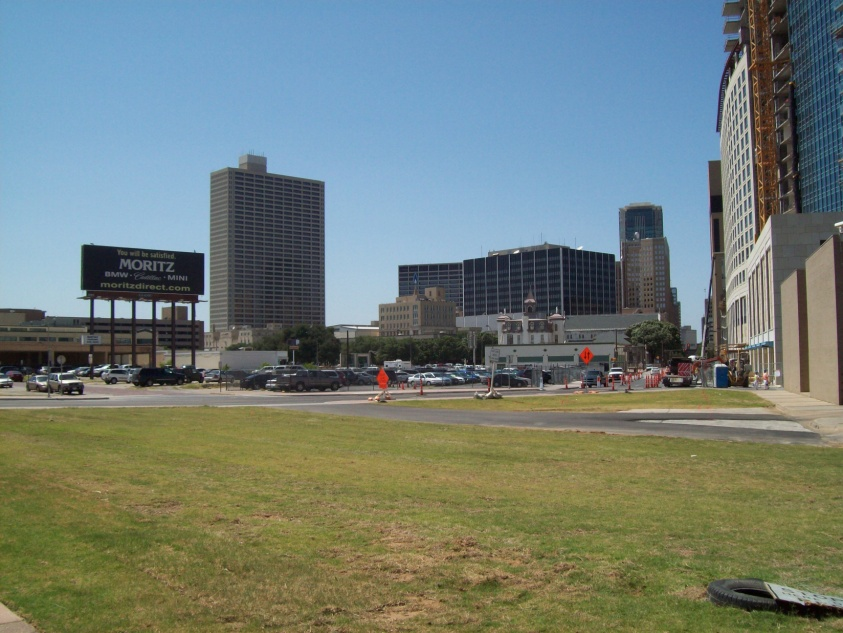 You will be satisfied.
MORITZ
BMW · Cadillac · MINI
moritzdirect.com